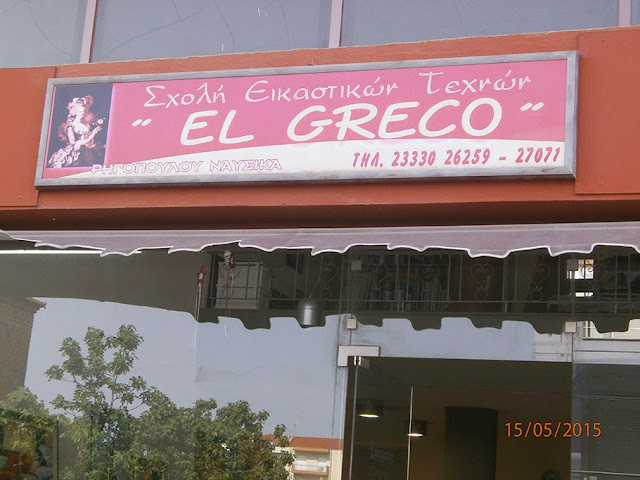 Σχολή Εικαστικών Τεχνών
"EL GRECO"
ΡΗΓΟΠΟΥΛΟΥ ΝΑΥΣΙΚΑ
ΤΗΛ. 23330 26259 - 27071
15/05/2015